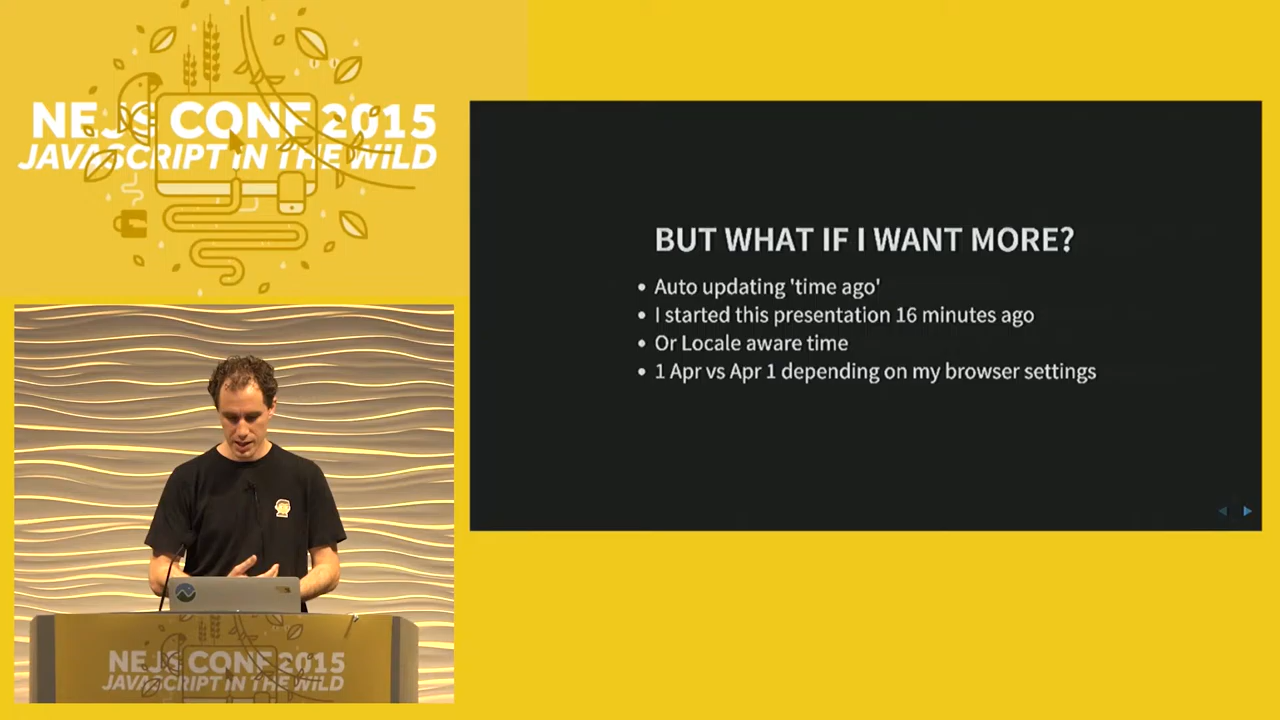 NEJS CONF 2015
JAVASCRIPT IN THE WILD
BUT WHAT IF I WANT MORE?
Auto updating 'time ago'
I started this presentation 16 minutes ago
Or Locale aware time
1 Apr vs Apr 1 depending on my browser settings
NEJS CONF 2015
JAVASCRIPT IN THE WILD